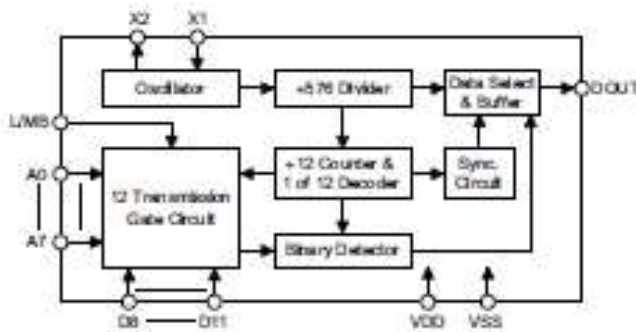 X2 X1
Oscillator
÷576 Divider
Data Select
& Buffer
DOUT
L/MB
A0
A7
12 Transmission
Gate Circuit
÷12 Counter &
1 of 12 Decoder
Sync.
Circuit
Binary Detector
D8 D11 VDD VSS